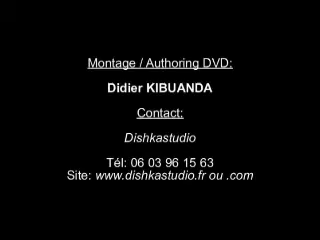 Montage / Authoring DVD:
Didier KIBUANDA
Contact:
Dishkastudio
Tél: 06 03 96 15 63
Site: www.dishkastudio.fr ou .com